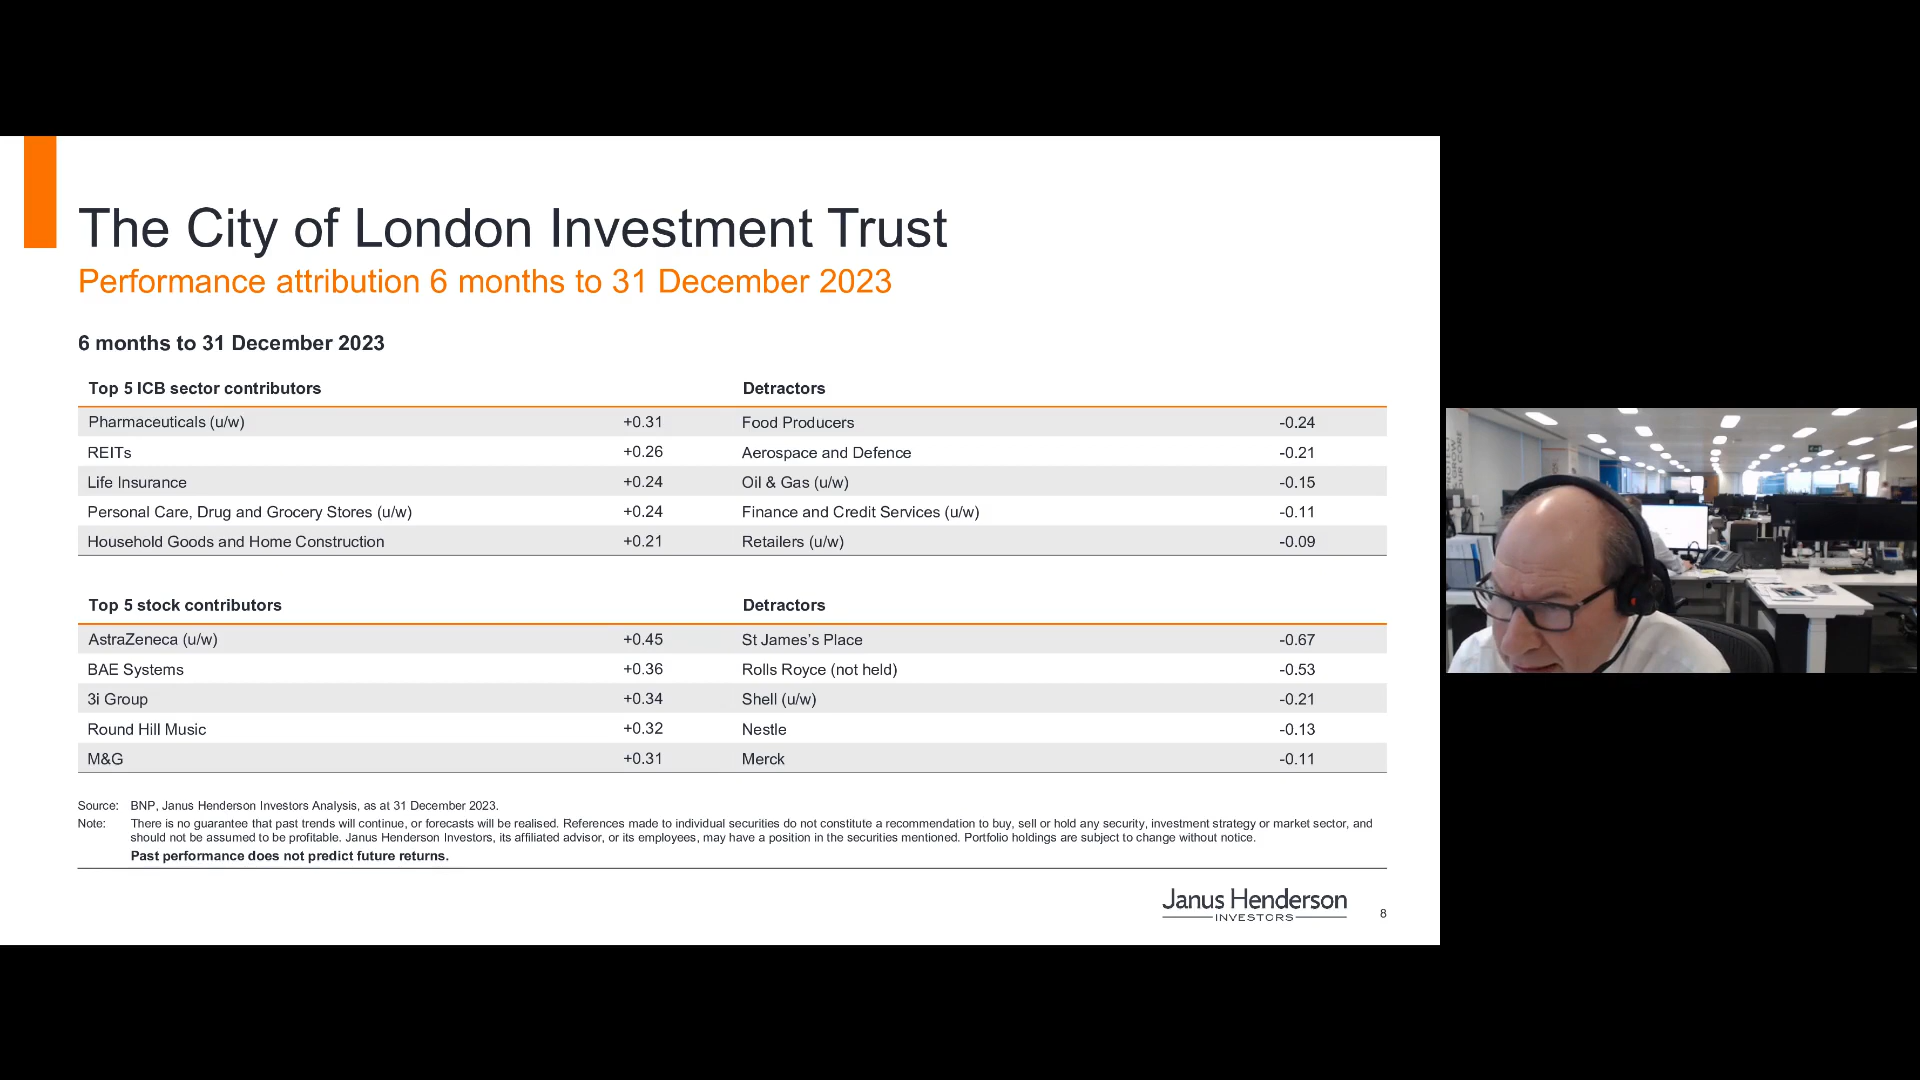 The City of London Investment Trust
Performance attribution 6 months to 31 December 2023
6 months to 31 December 2023
Top 5 ICB sector contributors Detractors
Pharmaceuticals (u/w) +0.31 Food Producers -0.24
REITs +0.26 Aerospace and Defence -0.21
Life Insurance +0.24 Oil & Gas (u/w) -0.15
Personal Care, Drug and Grocery Stores (u/w) +0.24 Finance and Credit Services (u/w) -0.11
Household Goods and Home Construction +0.21 Retailers (u/w) -0.09
Top 5 stock contributors Detractors
AstraZeneca (u/w) +0.45 St James’s Place -0.67
BAE Systems +0.36 Rolls Royce (not held) -0.53
3i Group +0.34 Shell (u/w) -0.21
Round Hill Music +0.32 Nestle -0.13
M&G +0.31 Merck -0.11
Source: BNP, Janus Henderson Investors Analysis, as at 31 December 2023.
Note: There is no guarantee that past trends will continue, or forecasts will be realised. References made to individual securities do not constitute a recommendation to buy, sell or hold any security, investment strategy or market sector, and
should not be assumed to be profitable. Janus Henderson Investors, its affiliated advisor, or its employees, may have a position in the securities mentioned. Portfolio holdings are subject to change without notice.
Past performance does not predict future returns.
Janus Henderson
INVESTORS
8